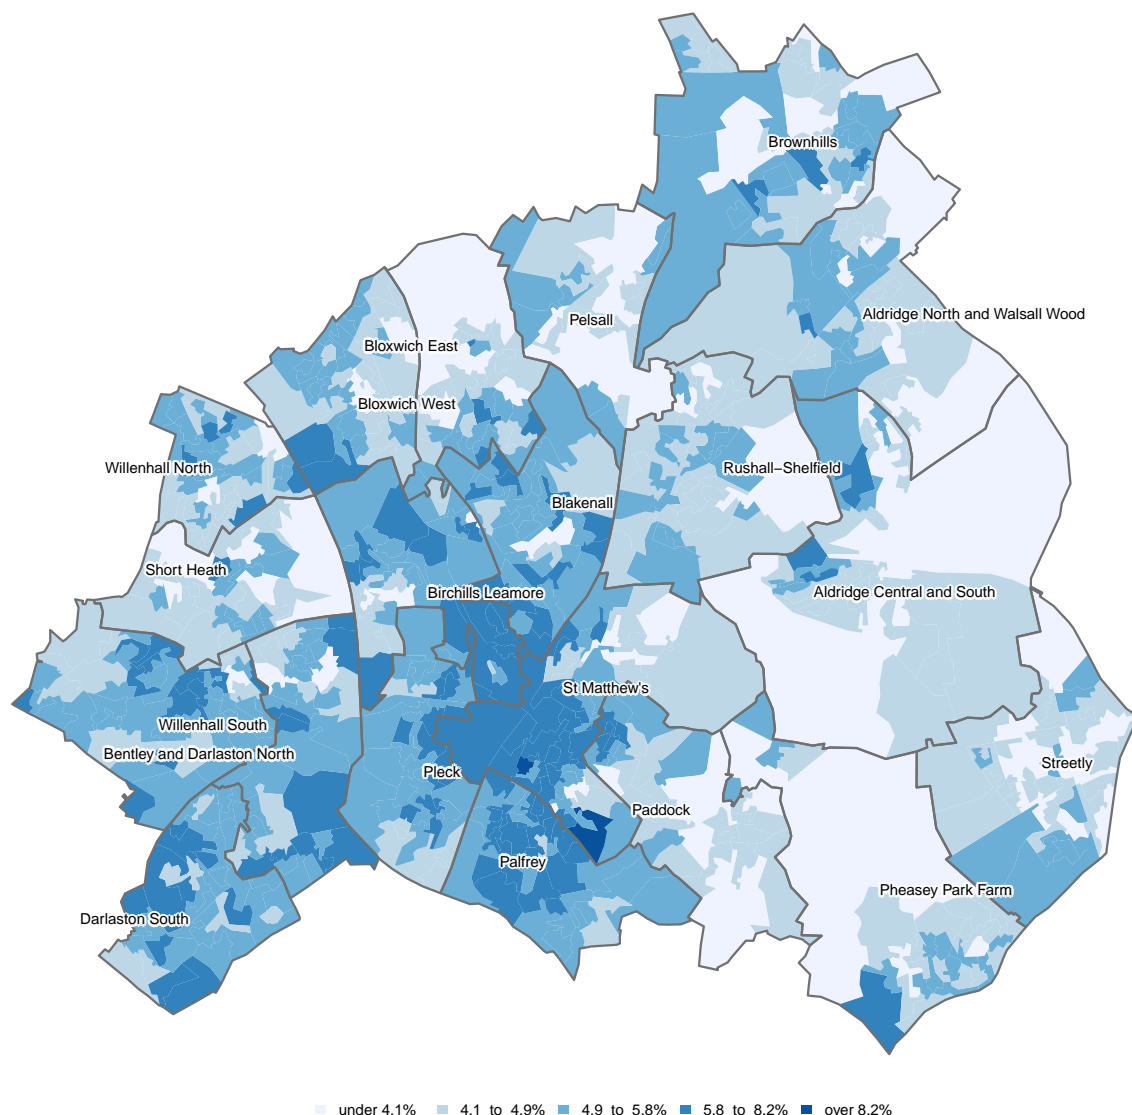 Brownhills
Aldridge North and Walsall Wood
Pelsall
Bloxwich East
Bloxwich West
Willenhall North
Rushall−Shelfield
Blakenall
Short Heath
Birchills Leamore
Aldridge Central and South
St Matthew's
Willenhall South
Bentley and Darlaston North
Streetly
Pleck
Paddock
Palfrey
Pheasey Park Farm
Darlaston South
under 4.1% 4.1 to 4.9% 4.9 to 5.8% 5.8 to 8.2% over 8.2%